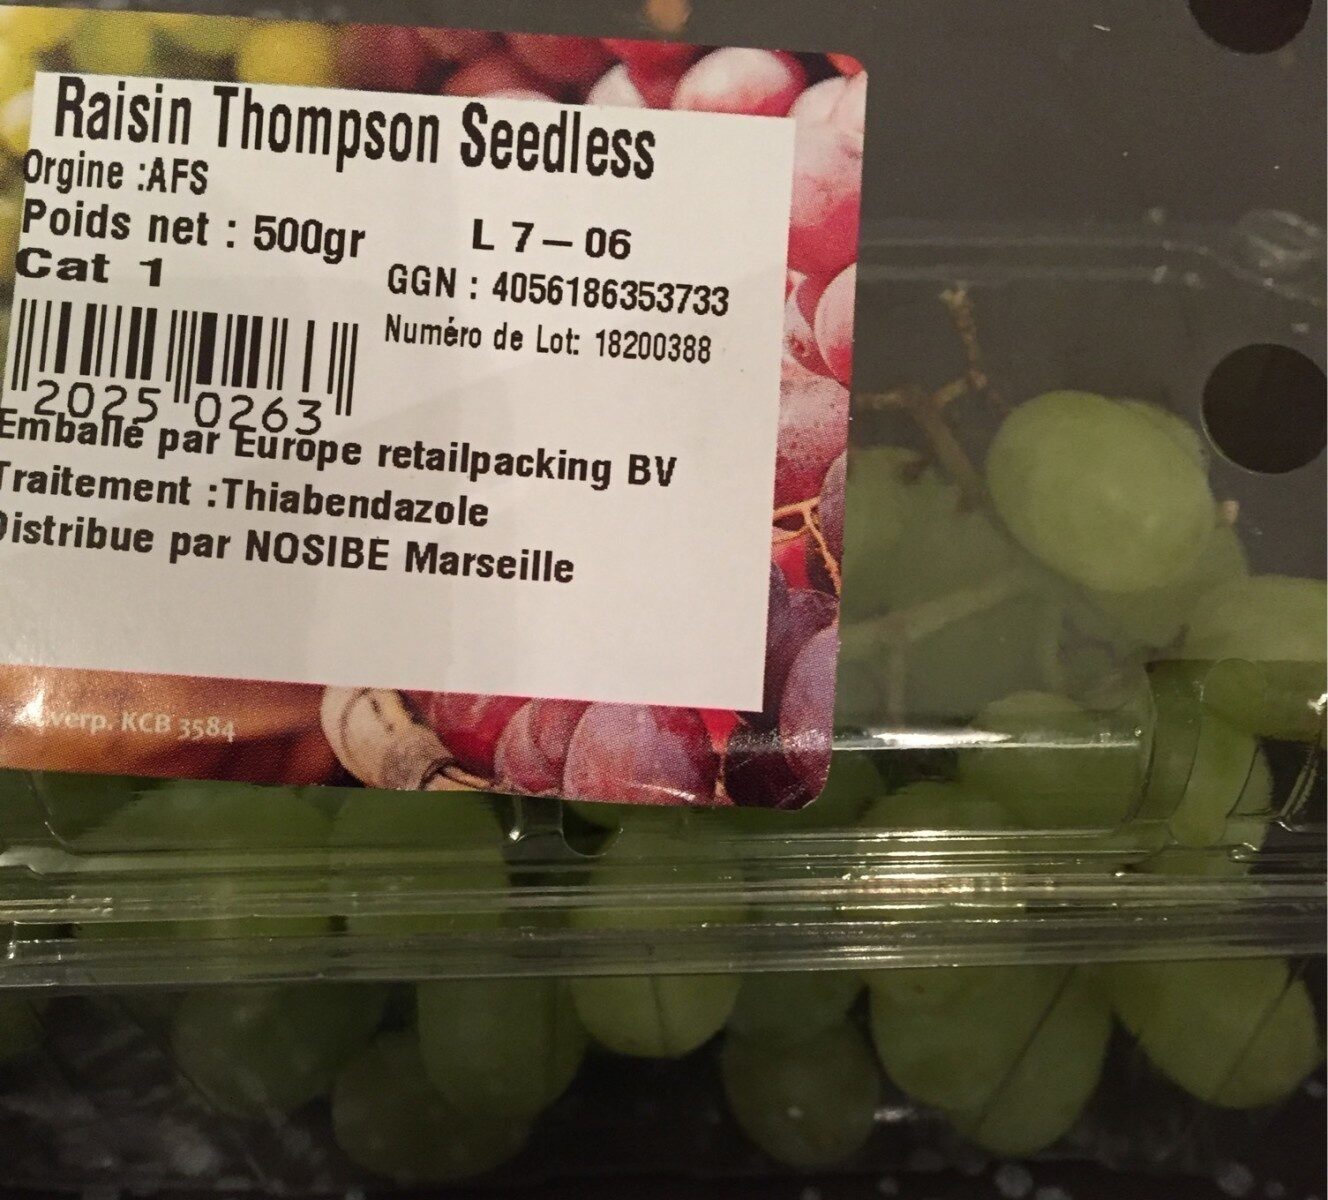 Raisin Thompson Seedless
Orgine :AFS
Poids net : 500gr
L 7-06
Cat 1
GGN : 4056186353733
Numéro de Lot: 18200388
2025 0263
Emballe par Europe retailpacking BV
Traitement :Thiabendazole
Distribue par NOSIBE Marseille
KCB 3584